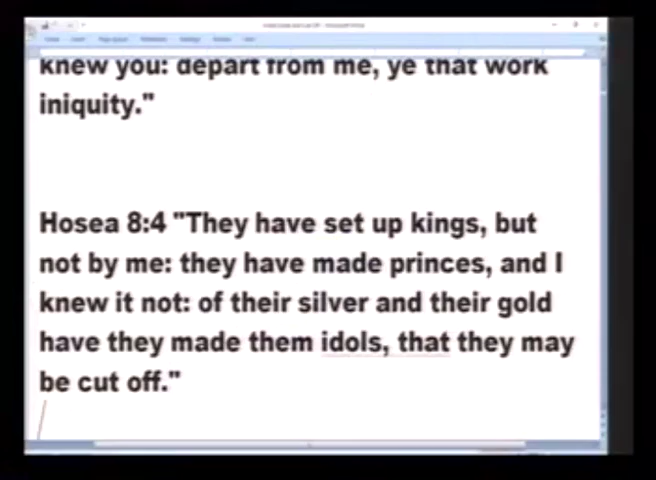 knew you: depart from me, ye that work
iniquity."
Hosea 8:4 "They have set up kings, but
not by me: they have made princes, and I
knew it not: of their silver and their gold
have they made them idols, that they may
be cut off."